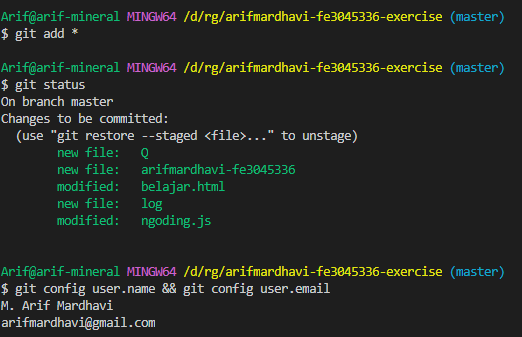 Arif@arif-mineral MINGW64 /d/rg/arifmardhavi-fe3045336-exercise (master)
$ git add *
Arif@arif-mineral MINGW64 /d/rg/arifmardhavi-fe3045336-exercise (master)
$ git status
On branch master
Changes to be committed:
  (use "git restore --staged <file>..." to unstage)
        new file:   Q
        new file:   arifmardhavi-fe3045336
        modified:   belajar.html
        new file:   log
        modified:   ngoding.js
Arif@arif-mineral MINGW64 /d/rg/arifmardhavi-fe3045336-exercise (master)
$ git config user.name && git config user.email
M. Arif Mardhavi
arifmardhavi@gmail.com